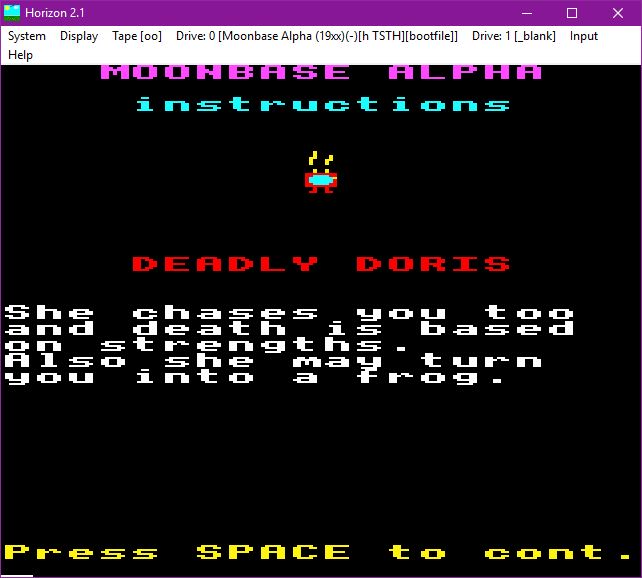 Horizon 2.1
System Display Tape [oo] Drive: 0 [Moonbase Alpha (19xx)(-)[h TSTH][bootfile]] Drive: 1 [_blank] Input
Help
MOONBASE ALPHA
instructions
DEADLY DORIS
She chases you too
and death is based
on strengths.
Also she may turn
you into a frog.
Press SPACE to cont.